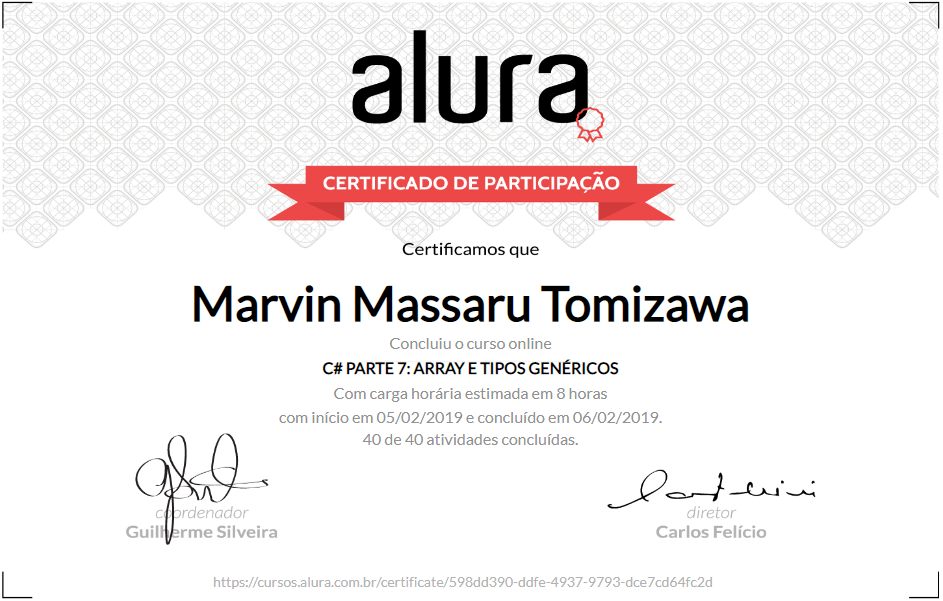 alura
CERTIFICADO DE PARTICIPAÇÃO
Certificamos que
Marvin Massaru Tomizawa
Concluiu o curso online
C# PARTE 7: ARRAY E TIPOS GENÉRICOS
Com carga horária estimada em 8 horas
com início em 05/02/2019 e concluído em 06/02/2019.
40 de 40 atividades concluídas.
coordenador
Guilherme Silveira
diretor
Carlos Felício
https://cursos.alura.com.br/certificate/598dd390-ddfe-4937-9793-dce7cd64fc2d